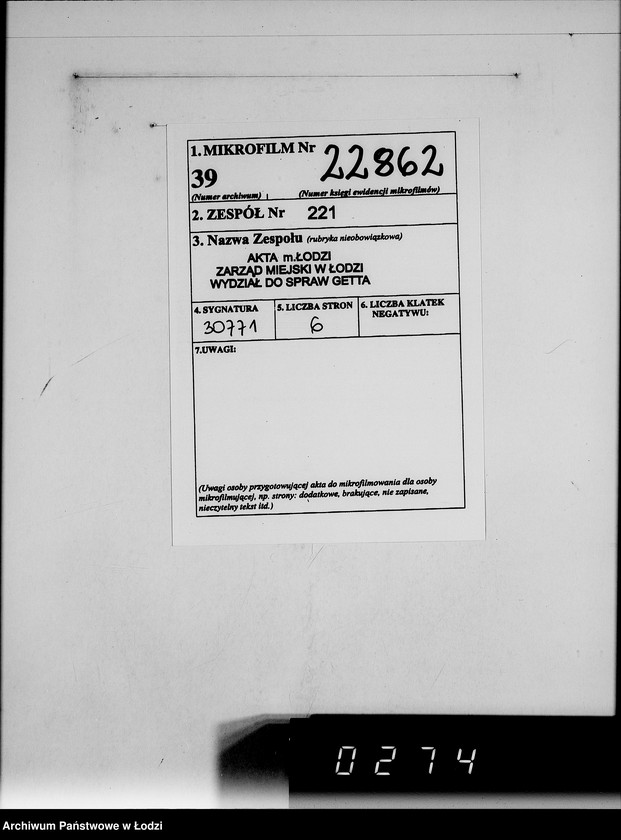 1. MIKROFILM Nr 22862
39
(Numer archiwum) (Numer księgi ewidencji mikrofilmów)
2. ZESPÓŁ Nr 221
3. Nazwa Zespołu (rubryka nieobowiązkowa)
AKTA m.ŁODZI
ZARZĄD MIEJSKI W ŁODZI
WYDZIAŁ DO SPRAW GETTA
4. SYGNATURA 5. LICZBA STRON 6. LICZBA KLATEK
NEGATYWU:
30771 6
7.UWAGI:
(Uwagi osoby przygotowującej akta do mikrofilmowania dla osoby
mikrofilmującej, np. strony: dodatkowe, brakujące, nie zapisane,
nieczytelny tekst itd.)
0274
Archiwum Państwowe w Łodzi